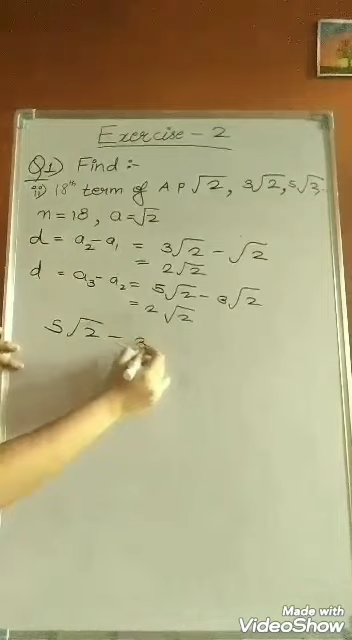 Exercise - 2
Q1) Find :-
ii) 18th term of A P √2, 3√2, 5√2
n = 18, a = √2
d = a2 - a1 = 3√2 - √2
= 2√2
d = a3 - a2 = 5√2 - 3√2
= 2√2
5√2 - 3
Made with
VideoShow